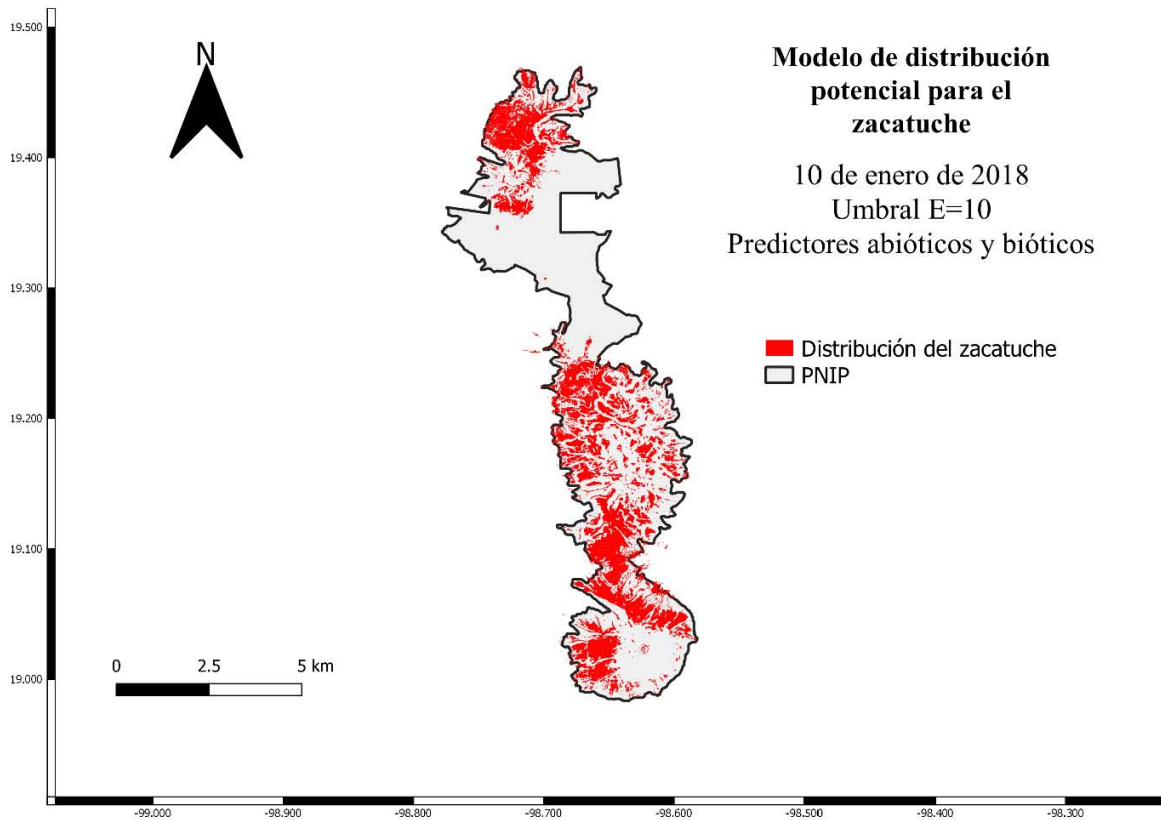 Modelo de distribución
potencial para el
zacatuche
10 de enero de 2018
Umbral E=10
Predictores abióticos y bióticos
Distribución del zacatuche
PNIP
N
19.500
19.400
19.300
19.200
19.100
19.000
0 2.5 5 km
-99.000 -98.900 -98.800 -98.700 -98.600 -98.500 -98.400 -98.300